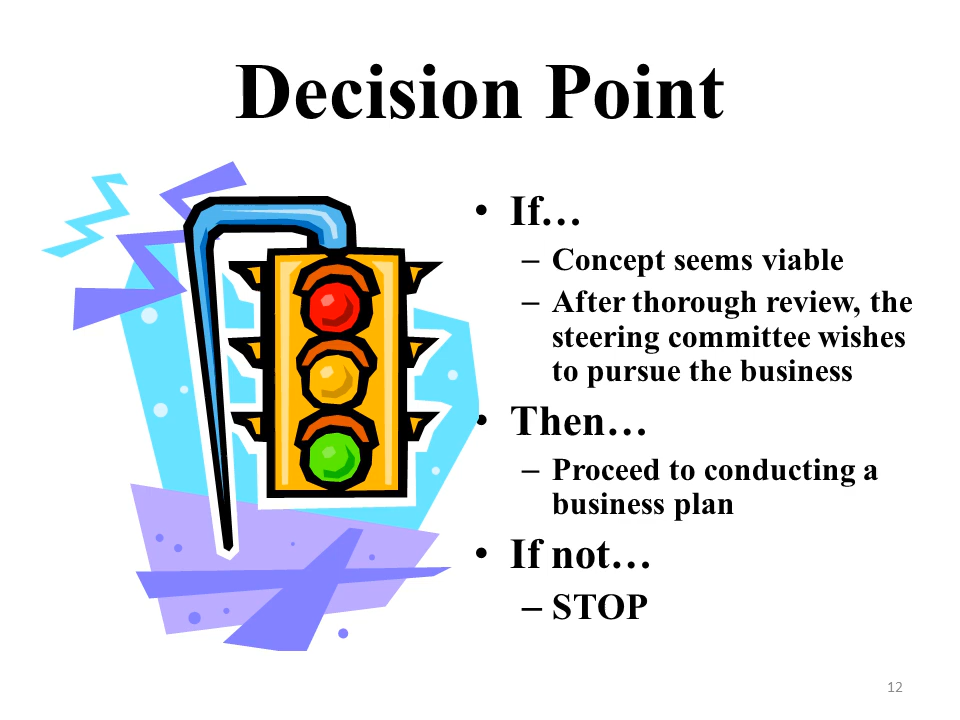 Decision Point
• If…
– Concept seems viable
– After thorough review, the
steering committee wishes
to pursue the business
• Then…
– Proceed to conducting a
business plan
• If not…
– STOP
12